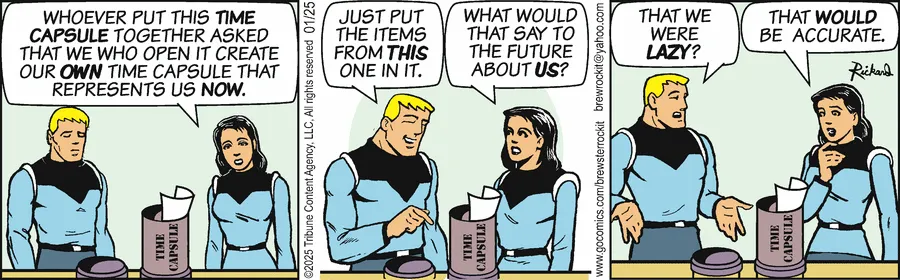 WHOEVER PUT THIS TIME
CAPSULE TOGETHER ASKED
THAT WE WHO OPEN IT CREATE
OUR OWN TIME CAPSULE THAT
REPRESENTS US NOW.
TIME
CAPSULE
©2025 Tribune Content Agency, LLC, All rights reserved 01/25
JUST PUT
THE ITEMS
FROM THIS
ONE IN IT.
WHAT WOULD
THAT SAY TO
THE FUTURE
ABOUT US?
TIME
CAPSULE
www.gocomics.com/brewsterrockit brewrockit@yahoo.com
THAT WE
WERE
LAZY?
THAT WOULD
BE ACCURATE.
Rickard
TIME
CAPSULE